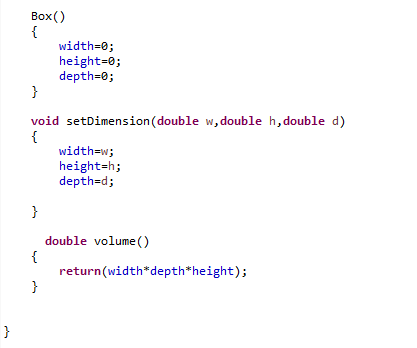 Box()
{
width=0;
height=0;
depth=0;
}
void setDimension(double w,double h,double d)
{
width=w;
height=h;
depth=d;
}
double volume()
{
return(width*depth*height);
}
}